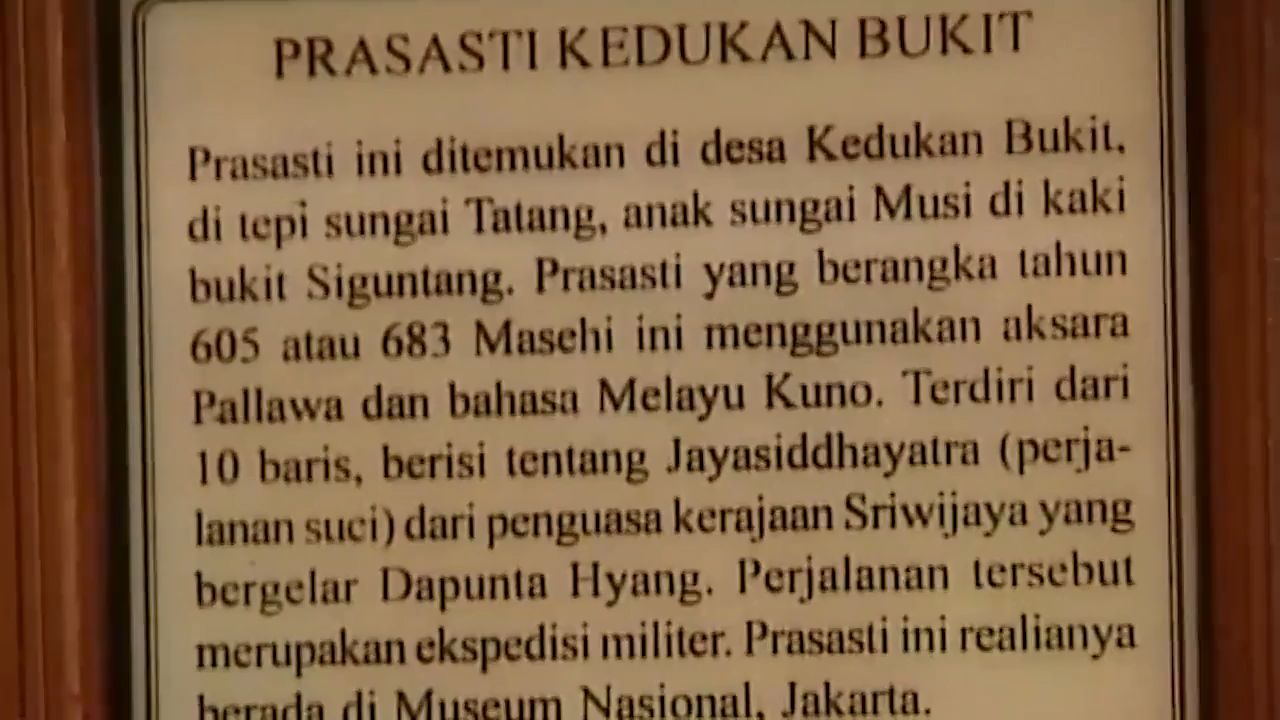 PRASASTI KEDUKAN BUKIT
Prasasti ini ditemukan di desa Kedukan Bukit,
di tepi sungai Tatang, anak sungai Musi di kaki
bukit Siguntang. Prasasti yang berangka tahun
605 atau 683 Masehi ini menggunakan aksara
Pallawa dan bahasa Melayu Kuno. Terdiri dari
10 baris, berisi tentang Jayasiddhayatra (perja-
lanan suci) dari penguasa kerajaan Sriwijaya yang
bergelar Dapunta Hyang. Perjalanan tersebut
merupakan ekspedisi militer. Prasasti ini realianya
berada di Museum Nasional, Jakarta.